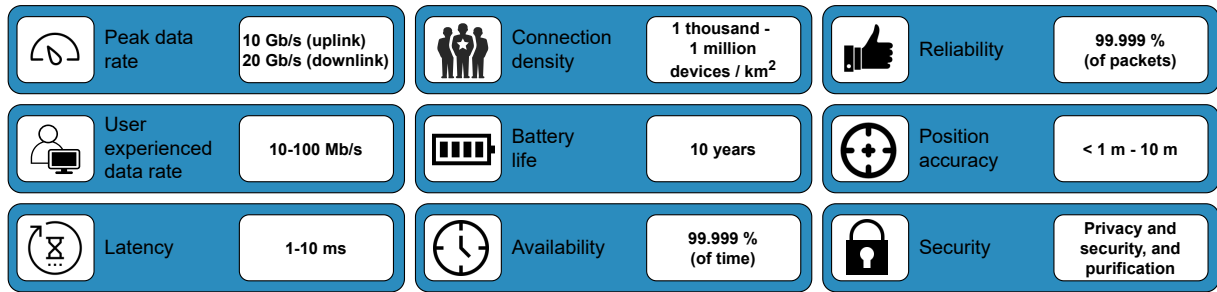 Peak data
rate
10 Gb/s (uplink)
20 Gb/s (downlink)
Connection
density
1 thousand -
1 million
devices / km²
Reliability
99.999 %
(of packets)
User
experienced
data rate
10-100 Mb/s
Battery
life
10 years
Position
accuracy
< 1 m - 10 m
Latency
1-10 ms
Availability
99.999 %
(of time)
Security
Privacy and
security, and
purification